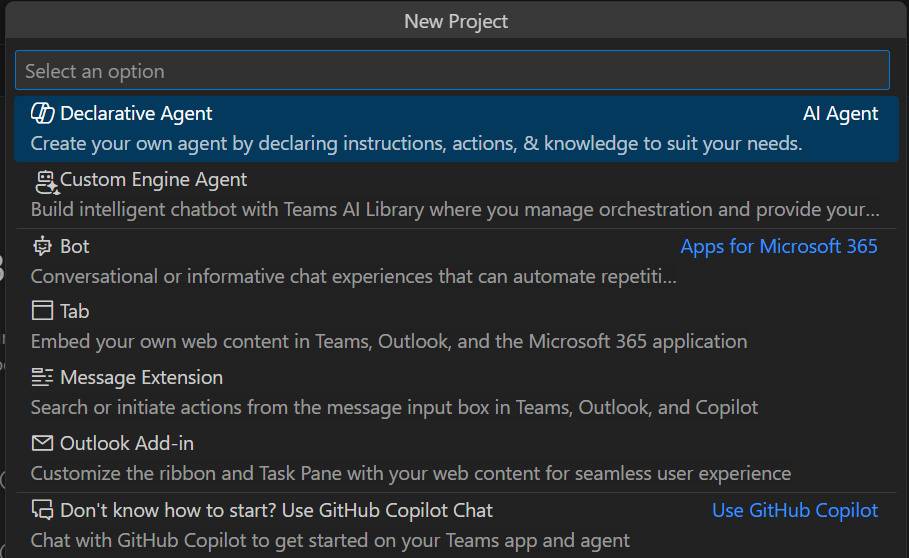 New Project
Select an option
Declarative Agent AI Agent
Create your own agent by declaring instructions, actions, & knowledge to suit your needs.
Custom Engine Agent
Build intelligent chatbot with Teams AI Library where you manage orchestration and provide your...
Bot Apps for Microsoft 365
Conversational or informative chat experiences that can automate repetiti...
Tab
Embed your own web content in Teams, Outlook, and the Microsoft 365 application
Message Extension
Search or initiate actions from the message input box in Teams, Outlook, and Copilot
Outlook Add-in
Customize the ribbon and Task Pane with your web content for seamless user experience
Don't know how to start? Use GitHub Copilot Chat Use GitHub Copilot
Chat with GitHub Copilot to get started on your Teams app and agent